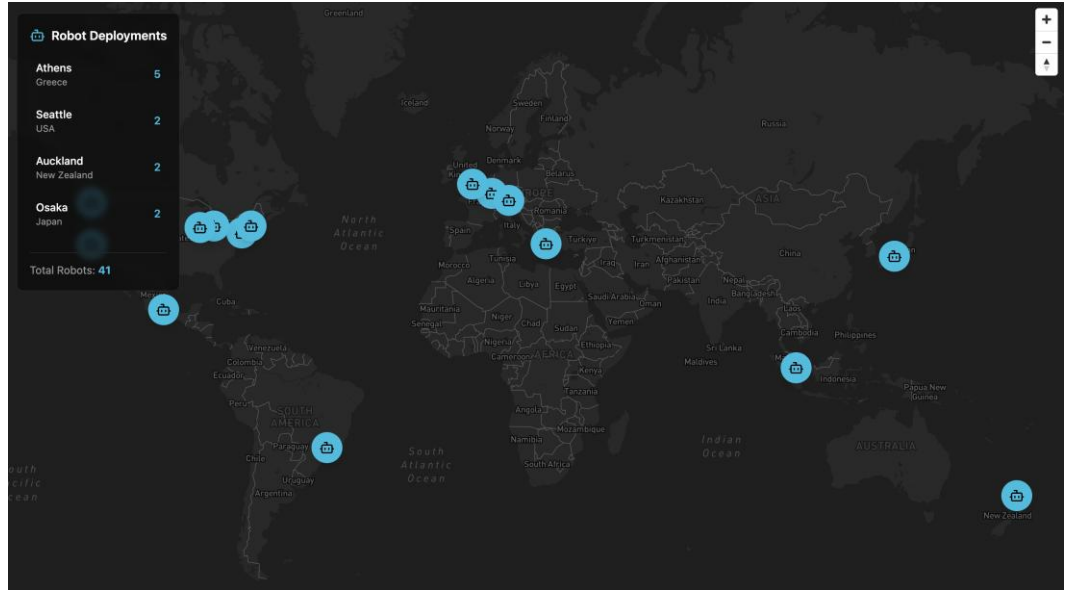 Robot Deployments
Athens
Greece
5
Seattle
USA
2
Auckland
New Zealand
2
Osaka
Japan
2
Total Robots: 41
+
−
Greenland
Iceland
Sweden
Finland
Norway
Russia
Denmark
United
Belarus
Kazakhstan
ASIA
Romania
North
Atlantic
Ocean
Spain
Italy
Türkiye
Turkmenistan
China
Tunisia
Morocco
Iraq
Iran
Afghanistan
Algeria
Libya
Egypt
Pakistan
Nepal
Bangladesh
Saudi Arabia
Oman
India
Cuba
Mauritania
Laos
Niger
Chad
Sudan
Yemen
Senegal
Cambodia
Philippines
Nigeria
Ethiopia
Sri Lanka
Venezuela
Cameroon
AFRICA
Maldives
Colombia
Kenya
Indonesia
Ecuador
Tanzania
Papua New
Guinea
Peru
SOUTH
AMERICA
Angola
Mozambique
Namibia
Indian
Ocean
AUSTRALIA
Paraguay
South
Atlantic
Ocean
Chile
South Africa
Uruguay
Argentina
New Zealand